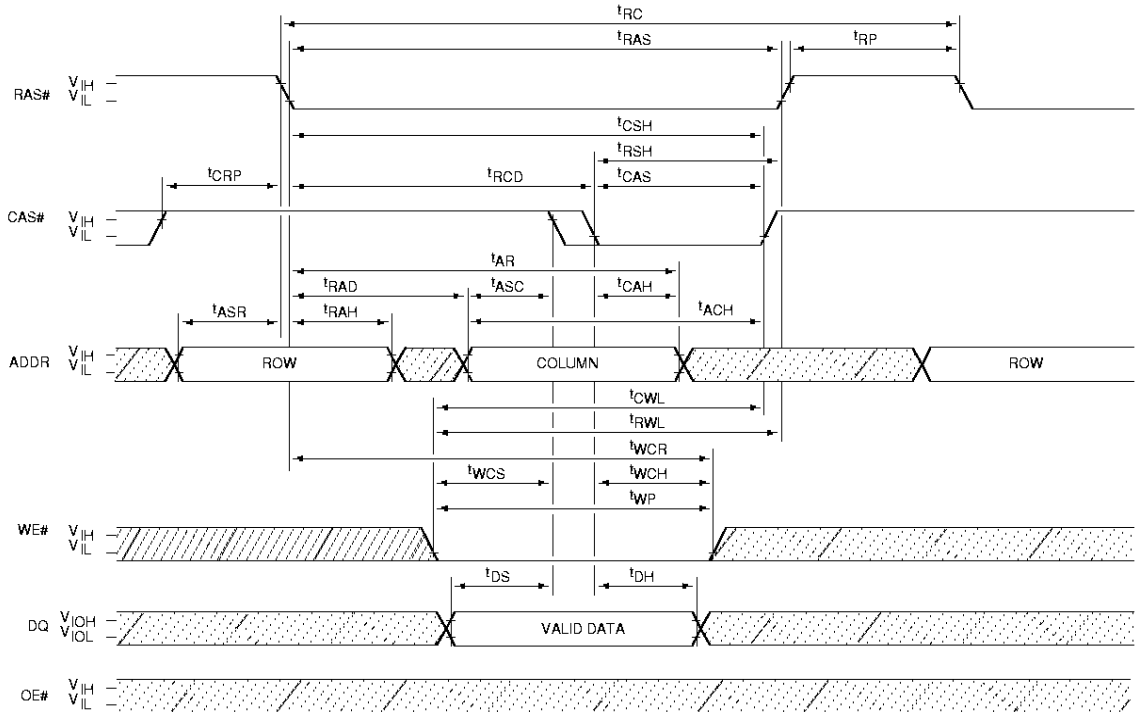 tRC
tRAS
tRP
RAS#
VIH
VIL
tCSH
tRSH
tCRP
tRCD
tCAS
CAS#
VIH
VIL
tAR
tRAD
tASC
tCAH
tASR
tRAH
tACH
ADDR
VIH
VIL
ROW
COLUMN
ROW
tCWL
tRWL
tWCR
tWCS
tWCH
tWP
WE#
VIH
VIL
tDS
tDH
DQ
VIOH
VIOL
VALID DATA
OE#
VIH
VIL